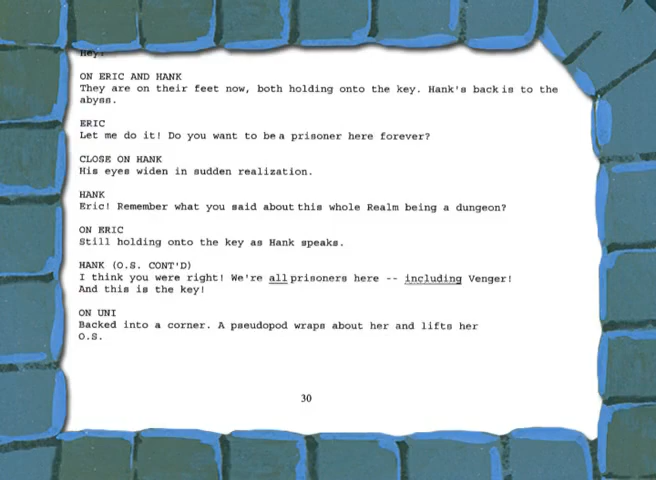 Hey!
ON ERIC AND HANK
They are on their feet now, both holding onto the key. Hank's back is to the
abyss.
ERIC
Let me do it! Do you want to be a prisoner here forever?
CLOSE ON HANK
His eyes widen in sudden realization.
HANK
Eric! Remember what you said about this whole Realm being a dungeon?
ON ERIC
Still holding onto the key as Hank speaks.
HANK (O.S. CONT'D)
I think you were right! We're all prisoners here -- including Venger!
And this is the key!
ON UNI
Backed into a corner. A pseudopod wraps about her and lifts her
O.S.
30